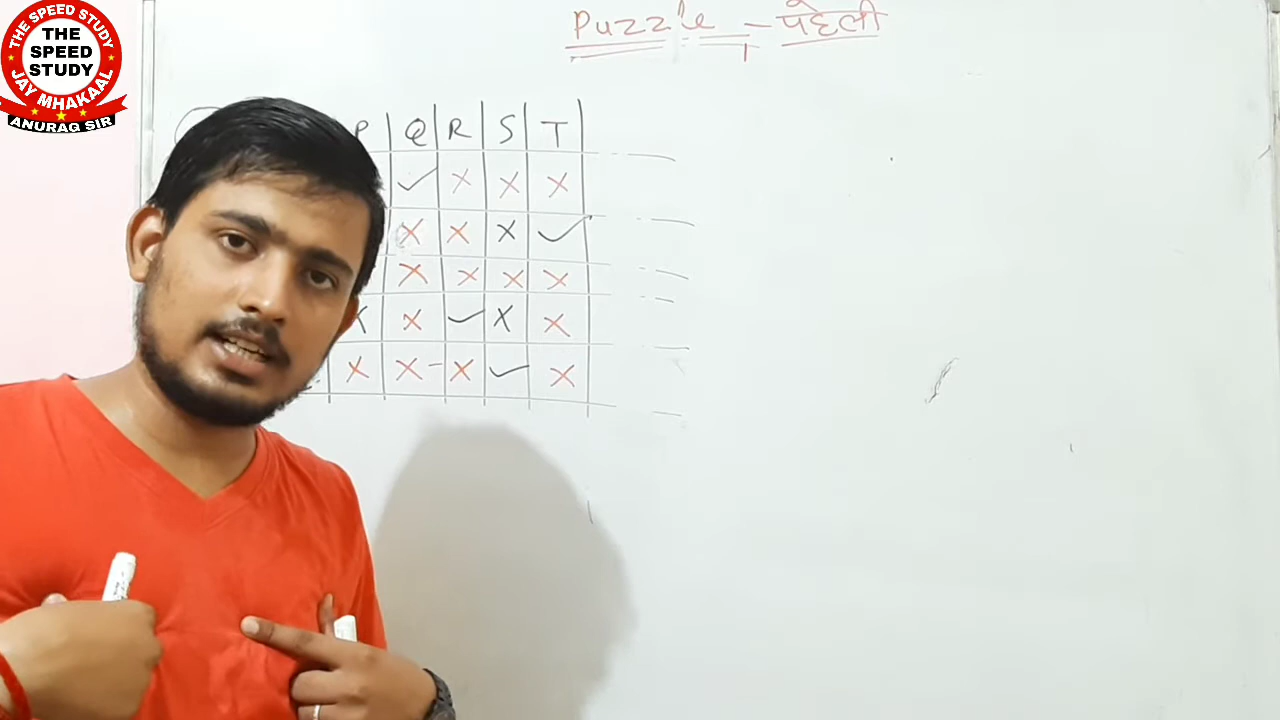 THE SPEED STUDY
THE
SPEED
STUDY
JAY MHAKAAL
ANURAG SIR
Puzzle - पहेली
P Q R S T
✓ × × ×
× × × ✓
× × × ×
× × ✓ × ×
× × - × ✓ ×